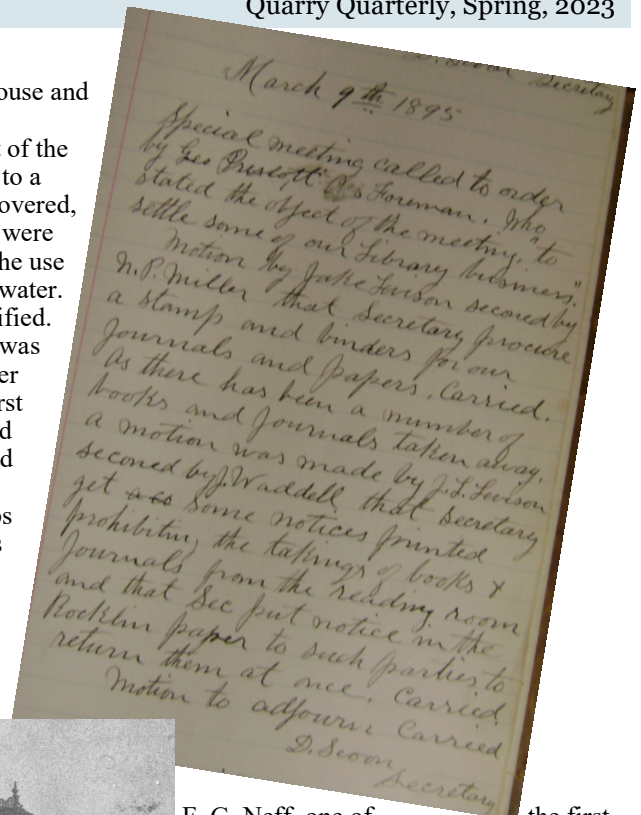 Quarry Quarterly, Spring, 2023
ouse and
t of the
to a
overed,
were
he use
water.
ified.
was
er
rst
d
d
os
s
Secretary
March 9th 1895
Special meeting called to order
by Geo Prescott as Foreman. Who
stated the object of the meeting, "to
settle some of our Library business."
Motion by Jake Levison seconed by
N.P. Miller that Secretary procure
a stamp and binders for our
Journals and papers. Carried.
As there has been a number of
books and Journals taken away,
a motion was made by J.L. Levison
seconed by J. Waddell that Secretary
get some notices printed
prohibiting the takings of books &
Journals from the reading room
and that Sec put notice in the
Rocklin paper to such parties to
return them at once. Carried
Motion to adjourn Carried
D.
Secretary
E. G. Neff, one of
the first